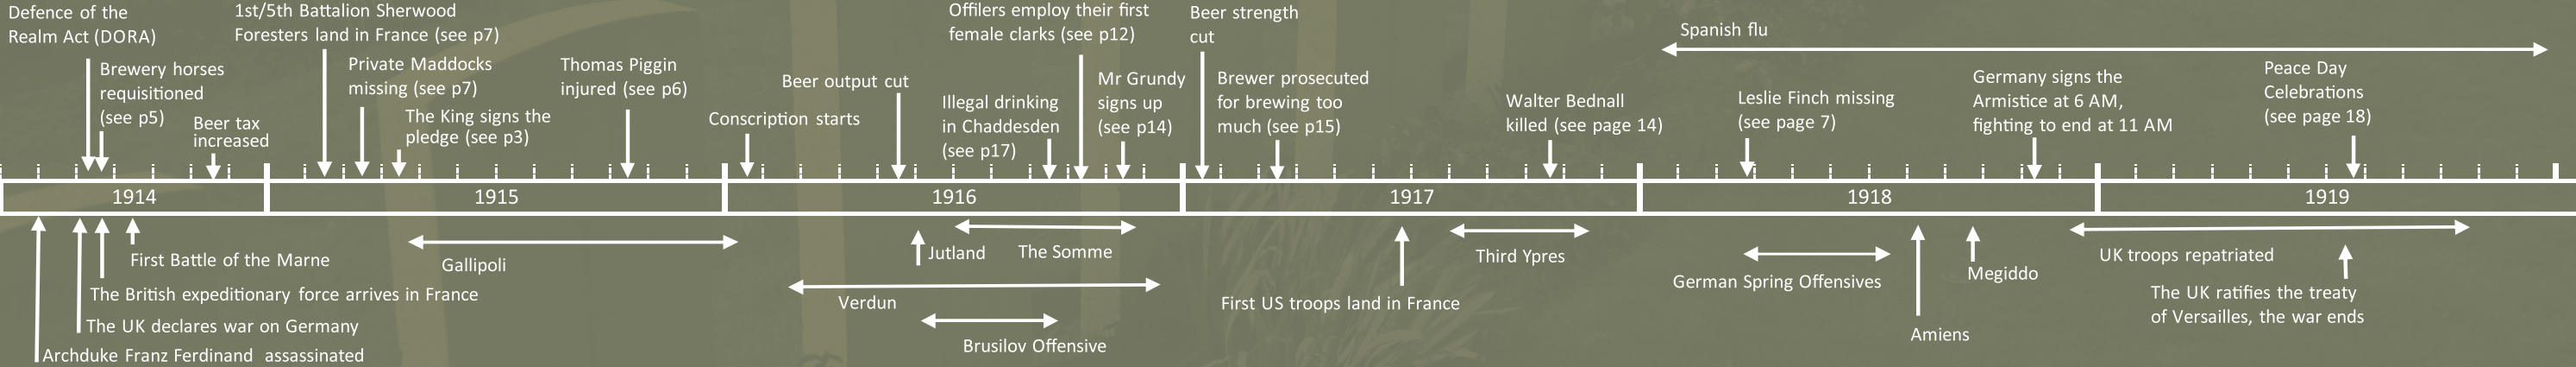 Defence of the
Realm Act (DORA)
Brewery horses
requisitioned
(see p5)
Beer tax
increased
1st/5th Battalion Sherwood
Foresters land in France (see p7)
Private Maddocks
missing (see p7)
The King signs the
pledge (see p3)
Thomas Piggin
injured (see p6)
Conscription starts
Beer output cut
Offilers employ their first
female clarks (see p12)
Illegal drinking
in Chaddesden
(see p17)
Mr Grundy
signs up
(see p14)
Beer strength
cut
Brewer prosecuted
for brewing too
much (see p15)
Walter Bednall
killed (see page 14)
Spanish flu
Leslie Finch missing
(see page 7)
Germany signs the
Armistice at 6 AM,
fighting to end at 11 AM
Peace Day
Celebrations
(see page 18)
1914
1915
1916
1917
1918
1919
First Battle of the Marne
The British expeditionary force arrives in France
The UK declares war on Germany
Archduke Franz Ferdinand assassinated
Gallipoli
Jutland
The Somme
Verdun
Brusilov Offensive
First US troops land in France
Third Ypres
German Spring Offensives
Megiddo
Amiens
UK troops repatriated
The UK ratifies the treaty
of Versailles, the war ends